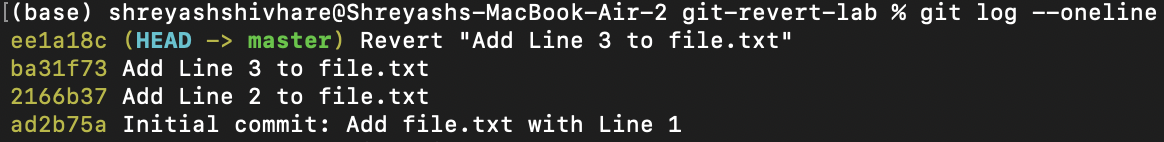 [(base) shreyashshivhare@Shreyashs-MacBook-Air-2 git-revert-lab % git log --oneline
ee1a18c (HEAD -> master) Revert "Add Line 3 to file.txt"
ba31f73 Add Line 3 to file.txt
2166b37 Add Line 2 to file.txt
ad2b75a Initial commit: Add file.txt with Line 1